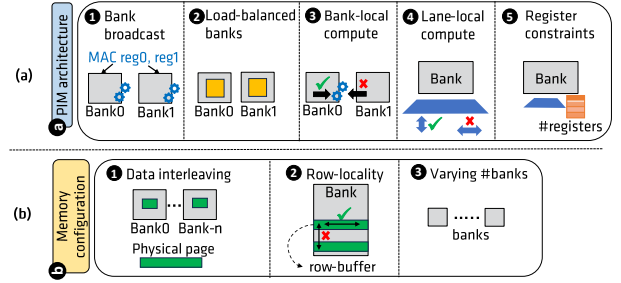 (a)
a PIM architecture
1 Bank broadcast
MAC reg0, reg1
Bank0 Bank1
2 Load-balanced banks
Bank0 Bank1
3 Bank-local compute
Bank0 Bank1
4 Lane-local compute
Bank
5 Register constraints
Bank
#registers
(b)
b Memory configuration
1 Data interleaving
Bank0 Bank-n
Physical page
2 Row-locality
Bank
row-buffer
3 Varying #banks
banks